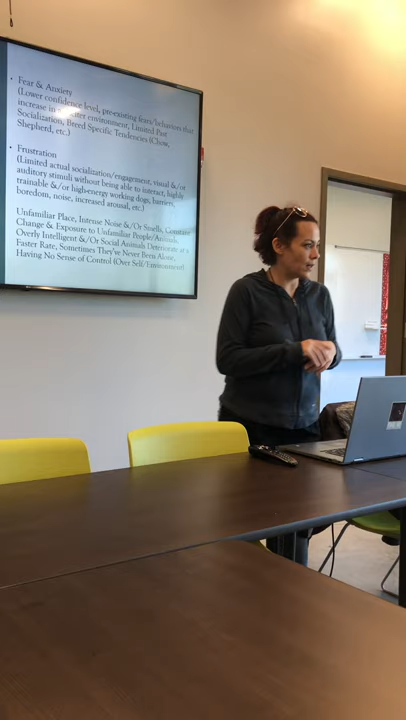 • Fear & Anxiety
(Lower confidence level, pre-existing fears/behaviors that
increase in shelter environment, Limited Past
Socialization, Breed Specific Tendencies (Chow,
Shepherd, etc.)
• Frustration
(Limited actual socialization/engagement, visual &/or
auditory stimuli without being able to interact, highly
trainable &/or high-energy working dogs, barriers,
boredom, noise, increased arousal, etc.)
Unfamiliar Place, Intense Noise &/Or Smells, Constant
Change & Exposure to Unfamiliar People/Animals,
Overly Intelligent &/Or Social Animals Deteriorate at a
Faster Rate, Sometimes They've Never Been Alone,
Having No Sense of Control (Over Self/Environment)